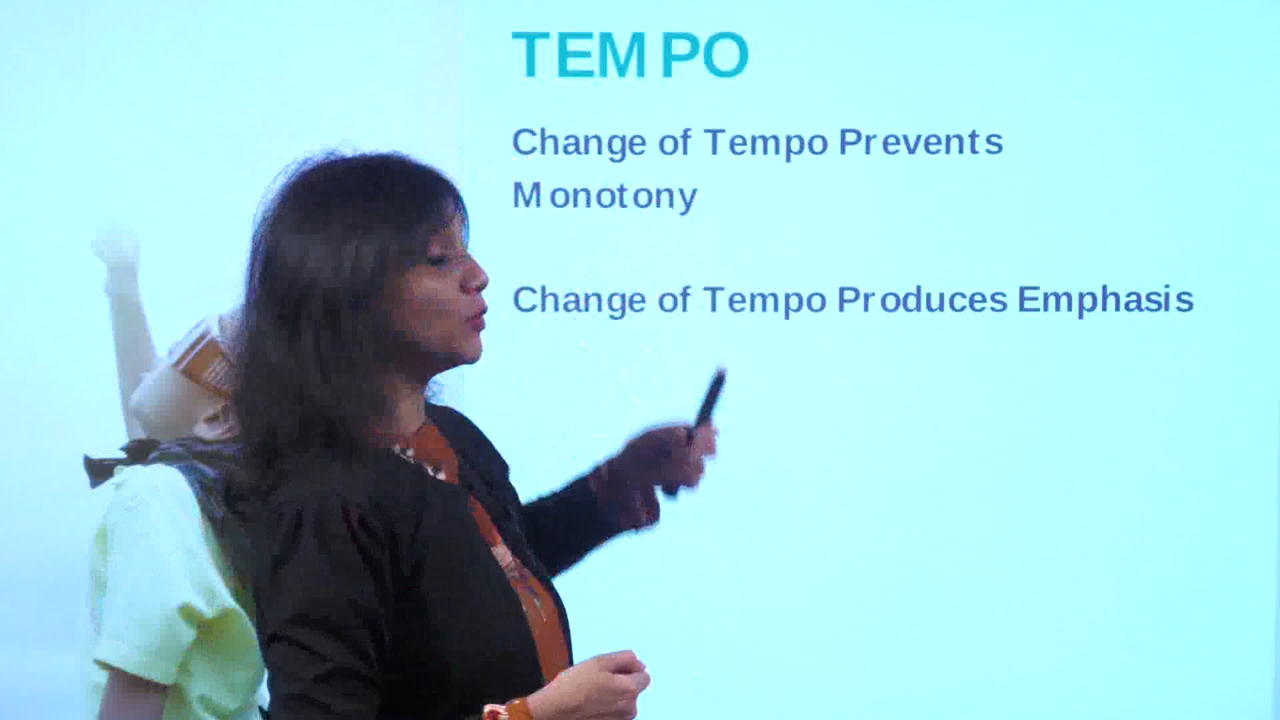 TEMPO
Change of Tempo Prevents
Monotony
Change of Tempo Produces Emphasis